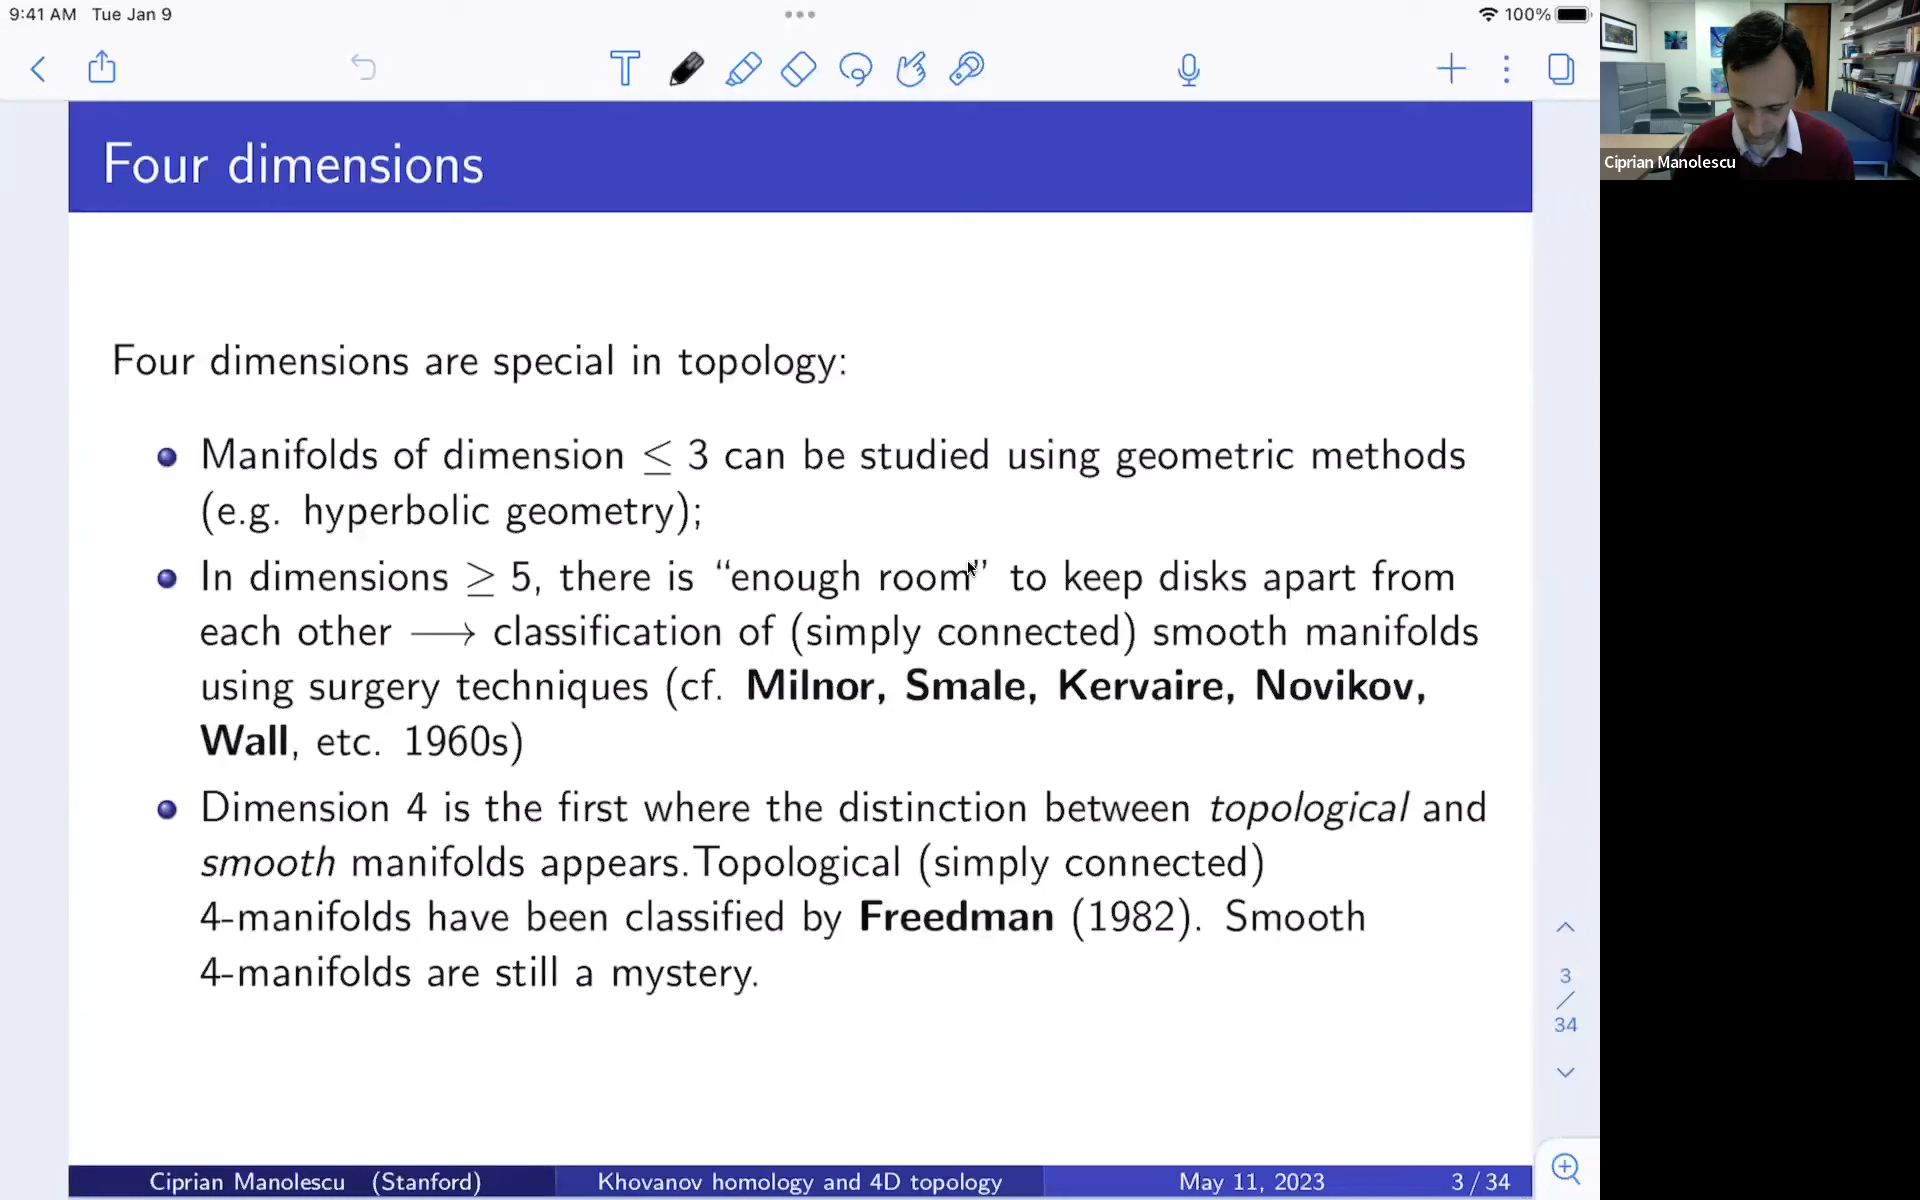 9:41 AM Tue Jan 9
100%
Four dimensions
Four dimensions are special in topology:
Manifolds of dimension ≤ 3 can be studied using geometric methods
(e.g. hyperbolic geometry);
In dimensions ≥ 5, there is “enough room” to keep disks apart from
each other ⟶ classification of (simply connected) smooth manifolds
using surgery techniques (cf. Milnor, Smale, Kervaire, Novikov,
Wall, etc. 1960s)
Dimension 4 is the first where the distinction between topological and
smooth manifolds appears.Topological (simply connected)
4-manifolds have been classified by Freedman (1982). Smooth
4-manifolds are still a mystery.
3
/
34
Ciprian Manolescu (Stanford)
Khovanov homology and 4D topology
May 11, 2023
3 / 34
Ciprian Manolescu